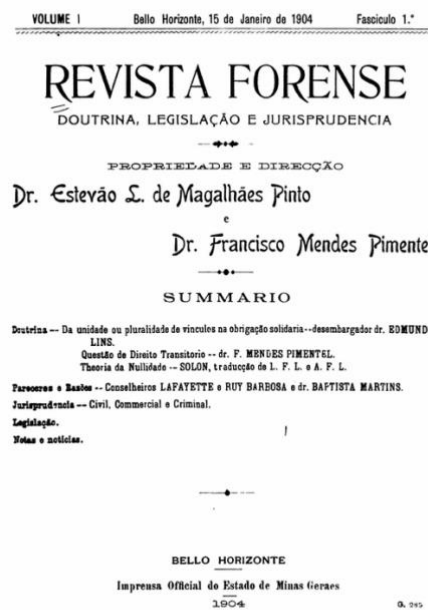 VOLUME I Bello Horizonte, 15 de Janeiro de 1904 Fasciculo 1.°
REVISTA FORENSE
DOUTRINA, LEGISLAÇÃO E JURISPRUDENCIA
PROPRIEDADE E DIRECÇÃO
Dr. Estevão L. de Magalhães Pinto
e
Dr. Francisco Mendes Pimente
SUMMARIO
Doutrina — Da unidade ou pluralidade de vinculos na obrigação solidaria--desembargador dr. EDMUND
LINS.
Questão de Direito Transitorio -- dr. F. MENDES PIMENTEL.
Theoria da Nullidade -- SOLON, traducção de L. F. L. e A. F. L.
Pareceres e Razões -- Conselheiros LAFAYETTE e RUY BARBOSA e dr. BAPTISTA MARTINS.
Jurisprudencia -- Civil, Commercial e Criminal.
Legislação.
Notas e noticias.
BELLO HORIZONTE
Imprensa Official do Estado de Minas Geraes
1904